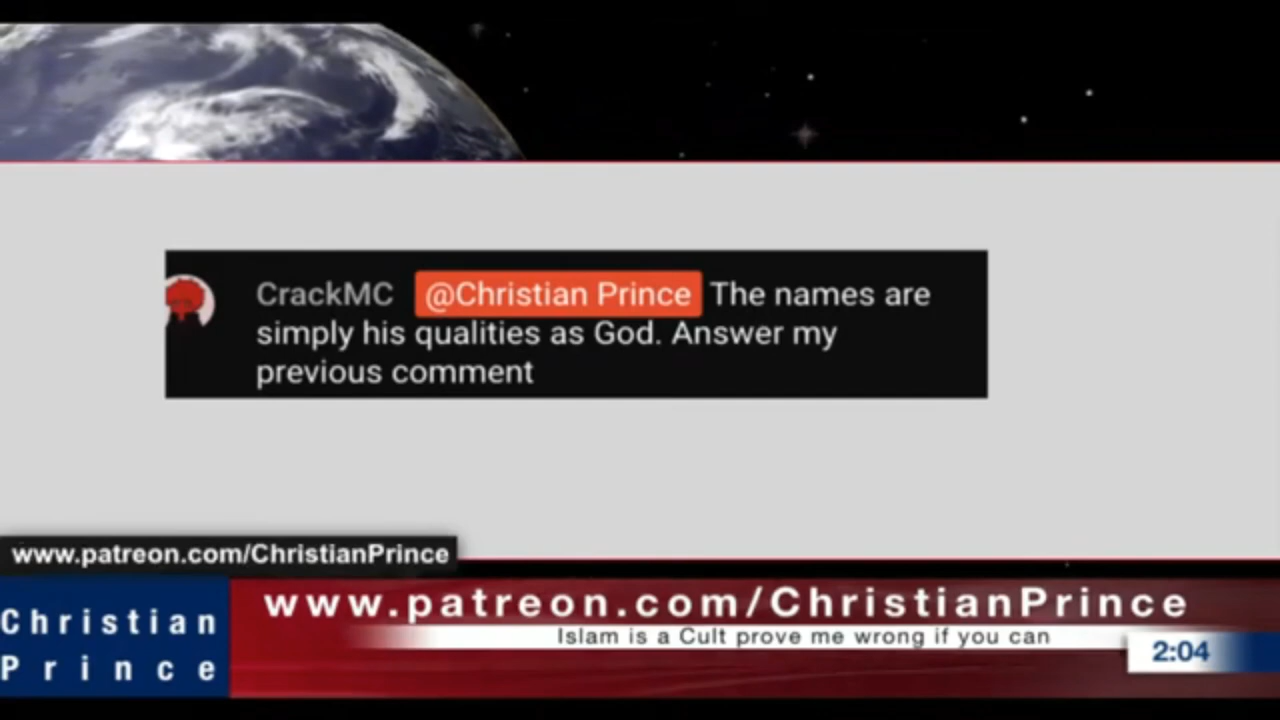 CrackMC @Christian Prince The names are
simply his qualities as God. Answer my
previous comment
www.patreon.com/ChristianPrince
Christian
Prince
www.patreon.com/ChristianPrince
Islam is a Cult prove me wrong if you can
2:04